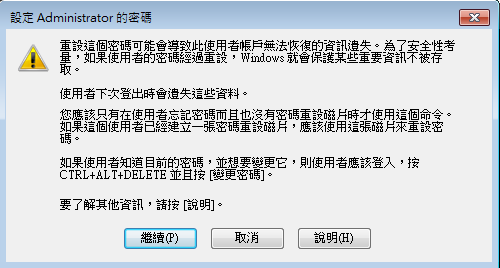 設定 Administrator 的密碼
重設這個密碼可能會導致此使用者帳戶無法恢復的資訊遺失。為了安全性考
量，如果使用者的密碼經過重設，Windows 就會保護某些重要資訊不被存
取。
使用者下次登出時會遺失這些資料。
您應該只有在使用者忘記密碼而且也沒有密碼重設磁片時才使用這個命令。
如果這個使用者已經建立一張密碼重設磁片，應該使用這張磁片來重設密
碼。
如果使用者知道目前的密碼，並想要變更它，則使用者應該登入，按
CTRL+ALT+DELETE 並且按 [變更密碼]。
要了解其他資訊，請按 [說明]。
繼續(P)
取消
說明(H)